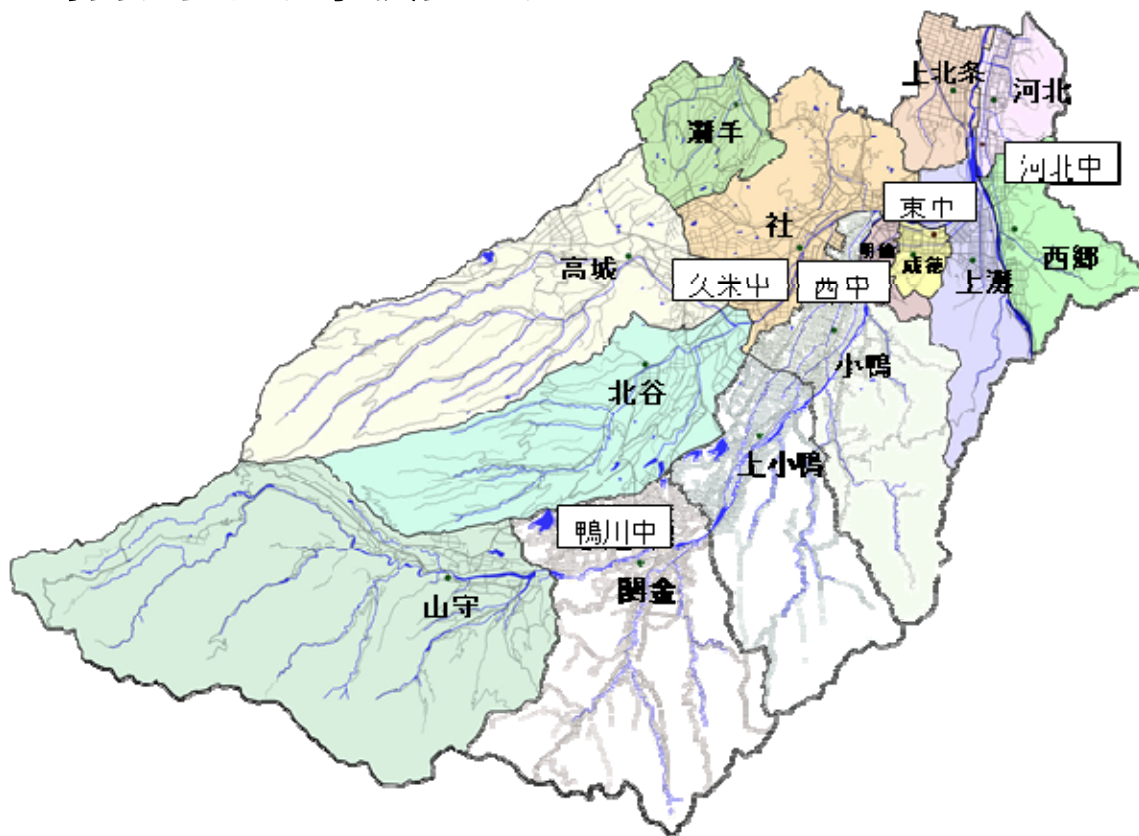 上北条
河北
灘手
河北中
東中
社
明倫
成徳
西郷
高城
上灘
久米中
西中
小鴨
北谷
上小鴨
鴨川中
関金
山守